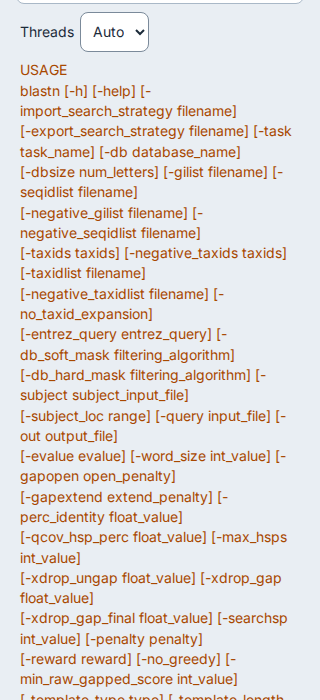 Threads Auto
USAGE
blastn [-h] [-help] [-
import_search_strategy filename]
[-export_search_strategy filename] [-task
task_name] [-db database_name]
[-dbsize num_letters] [-gilist filename] [-
seqidlist filename]
[-negative_gilist filename] [-
negative_seqidlist filename]
[-taxids taxids] [-negative_taxids taxids]
[-taxidlist filename]
[-negative_taxidlist filename] [-
no_taxid_expansion]
[-entrez_query entrez_query] [-
db_soft_mask filtering_algorithm]
[-db_hard_mask filtering_algorithm] [-
subject subject_input_file]
[-subject_loc range] [-query input_file] [-
out output_file]
[-evalue evalue] [-word_size int_value] [-
gapopen open_penalty]
[-gapextend extend_penalty] [-
perc_identity float_value]
[-qcov_hsp_perc float_value] [-max_hsps
int_value]
[-xdrop_ungap float_value] [-xdrop_gap
float_value]
[-xdrop_gap_final float_value] [-searchsp
int_value] [-penalty penalty]
[-reward reward] [-no_greedy] [-
min_raw_gapped_score int_value]
[-template_type type] [-template_length